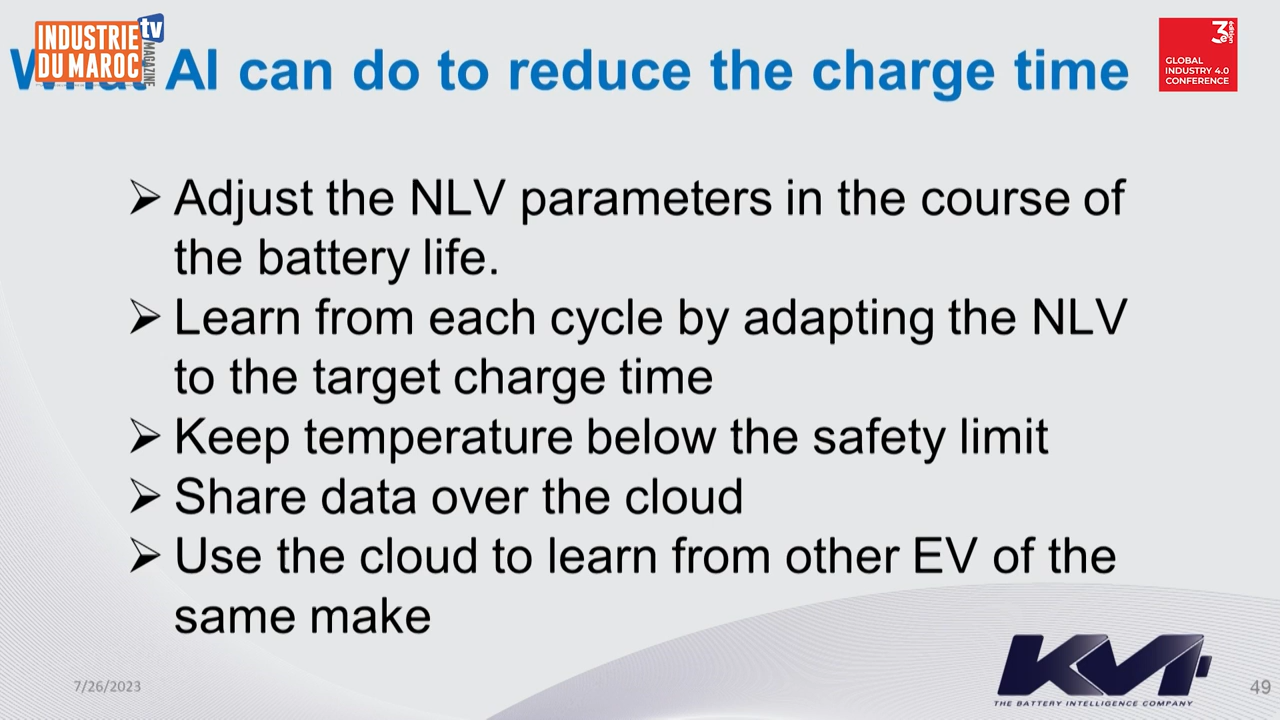 INDUSTRIE tv
DU MAROC
MAGAZINE
AI can do to reduce the charge time
3e édition
GLOBAL
INDUSTRY 4.0
CONFERENCE
➢ Adjust the NLV parameters in the course of
the battery life.
➢ Learn from each cycle by adapting the NLV
to the target charge time
➢ Keep temperature below the safety limit
➢ Share data over the cloud
➢ Use the cloud to learn from other EV of the
same make
7/26/2023
KVI
THE BATTERY INTELLIGENCE COMPANY
49